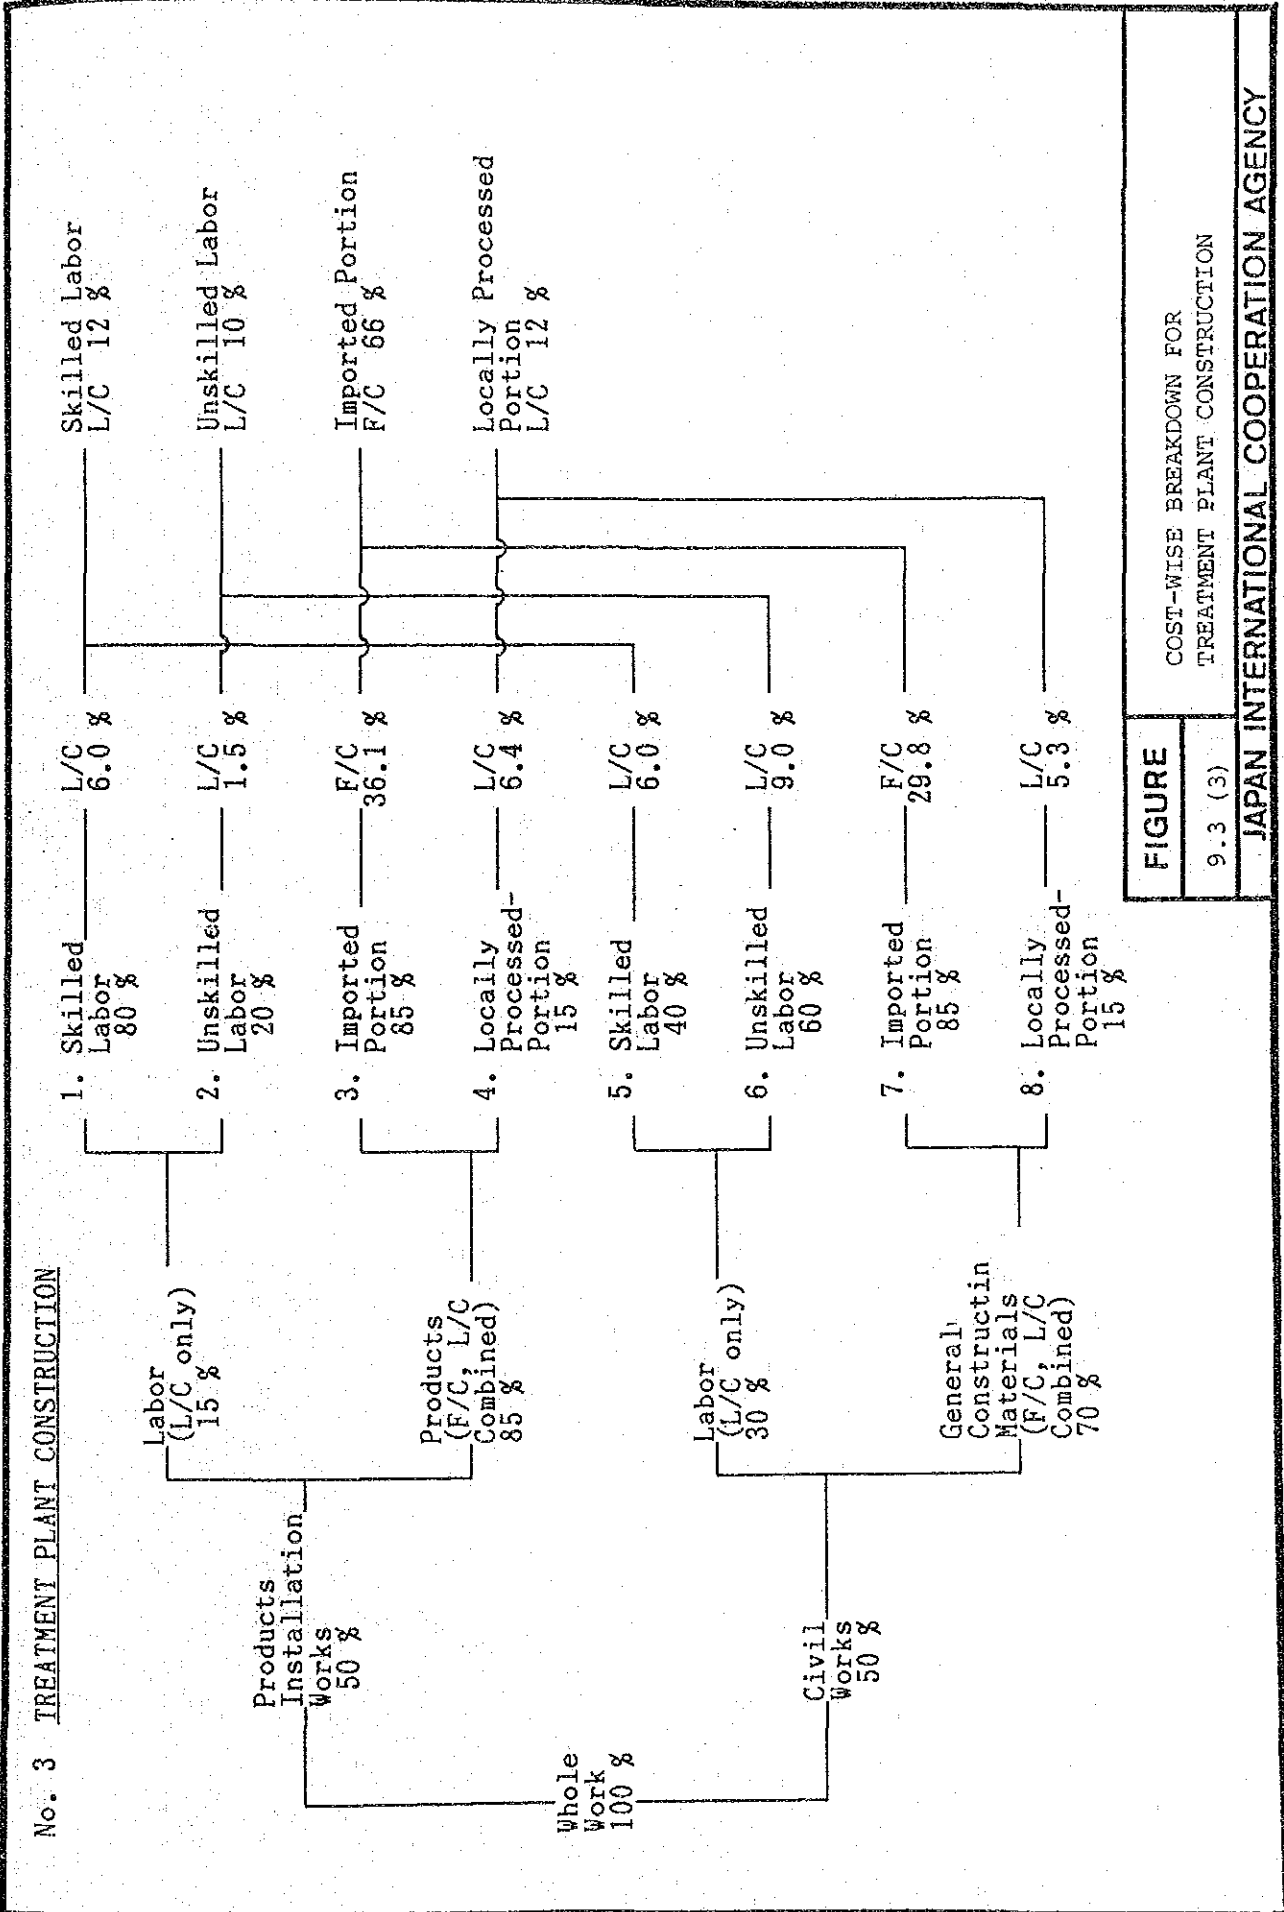 No. 3 TREATMENT PLANT CONSTRUCTION
Whole
Work
100 %
Products
Installation
Works
50 %
Civil
Works
50 %
Labor
(L/C only)
15 %
Products
(F/C, L/C
Combined)
85 %
Labor
(L/C only)
30 %
General
Constructin
Materials
(F/C, L/C
Combined)
70 %
1. Skilled
Labor
80 %
2. Unskilled
Labor
20 %
3. Imported
Portion
85 %
4. Locally
Processed-
Portion
15 %
5. Skilled
Labor
40 %
6. Unskilled
Labor
60 %
7. Imported
Portion
85 %
8. Locally
Processed-
Portion
15 %
L/C
6.0 %
L/C
1.5 %
F/C
36.1 %
L/C
6.4 %
L/C
6.0 %
L/C
9.0 %
F/C
29.8 %
L/C
5.3 %
Skilled Labor
L/C 12 %
Unskilled Labor
L/C 10 %
Imported Portion
F/C 66 %
Locally Processed
Portion
L/C 12 %
FIGURE
9.3 (3)
COST-WISE BREAKDOWN FOR
TREATMENT PLANT CONSTRUCTION
JAPAN INTERNATIONAL COOPERATION AGENCY